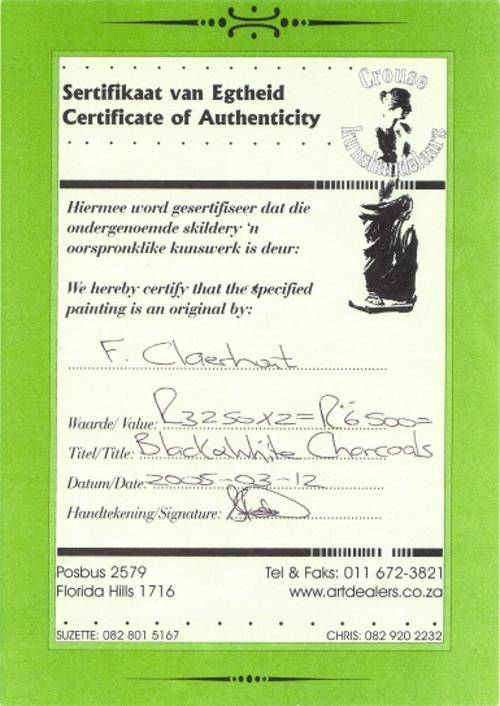 Crouse
Kunshandelaars
Sertifikaat van Egtheid
Certificate of Authenticity
Hiermee word gesertifiseer dat die
ondergenoemde skildery 'n
oorspronklike kunswerk is deur:
We hereby certify that the specified
painting is an original by:
F. Claerhout
Waarde/ Value: R3250x2= R6500=
Titel/Title: Black & White Charcoals
Datum/Date: 2005-03-12
Handtekening/Signature:
Posbus 2579 Tel & Faks: 011 672-3821
Florida Hills 1716 www.artdealers.co.za
SUZETTE: 082 801 5167 CHRIS: 082 920 2232